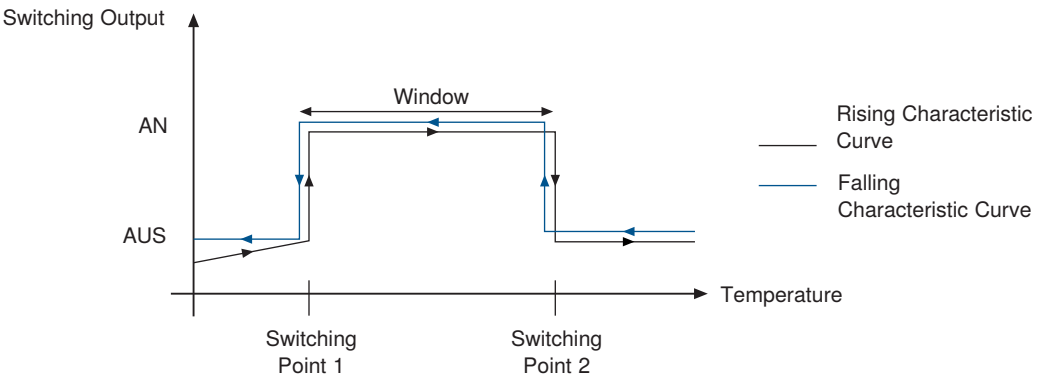 Switching Output
Window
AN
AUS
Rising Characteristic
Curve
Falling
Characteristic Curve
Temperature
Switching
Point 1
Switching
Point 2